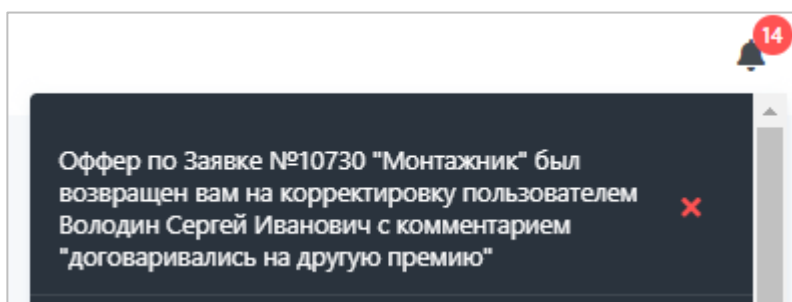 14
Оффер по Заявке №10730 "Монтажник" был
возвращен вам на корректировку пользователем
Володин Сергей Иванович с комментарием
"договаривались на другую премию"